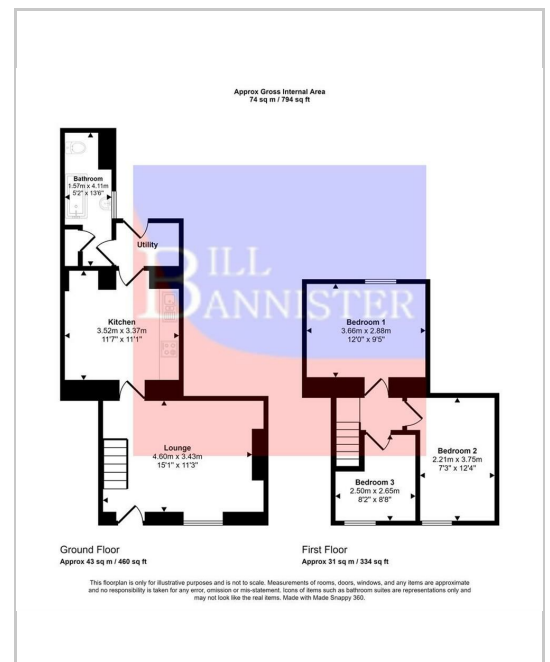 Approx Gross Internal Area
74 sq m / 794 sq ft
Bathroom
1.57m x 4.11m
5'2" x 13'6"
Utility
Kitchen
3.52m x 3.37m
11'7" x 11'1"
BILL
BANNISTER
Bedroom 1
3.66m x 2.88m
12'0" x 9'5"
Lounge
4.60m x 3.43m
15'1" x 11'3"
Bedroom 2
2.21m x 3.75m
7'3" x 12'4"
Bedroom 3
2.50m x 2.65m
8'2" x 8'8"
Ground Floor
Approx 43 sq m / 460 sq ft
First Floor
Approx 31 sq m / 334 sq ft
This floorplan is only for illustrative purposes and is not to scale. Measurements of rooms, doors, windows, and any items are approximate
and no responsibility is taken for any error, omission or mis-statement. Icons of items such as bathroom suites are representations only and
may not look like the real items. Made with Made Snappy 360.